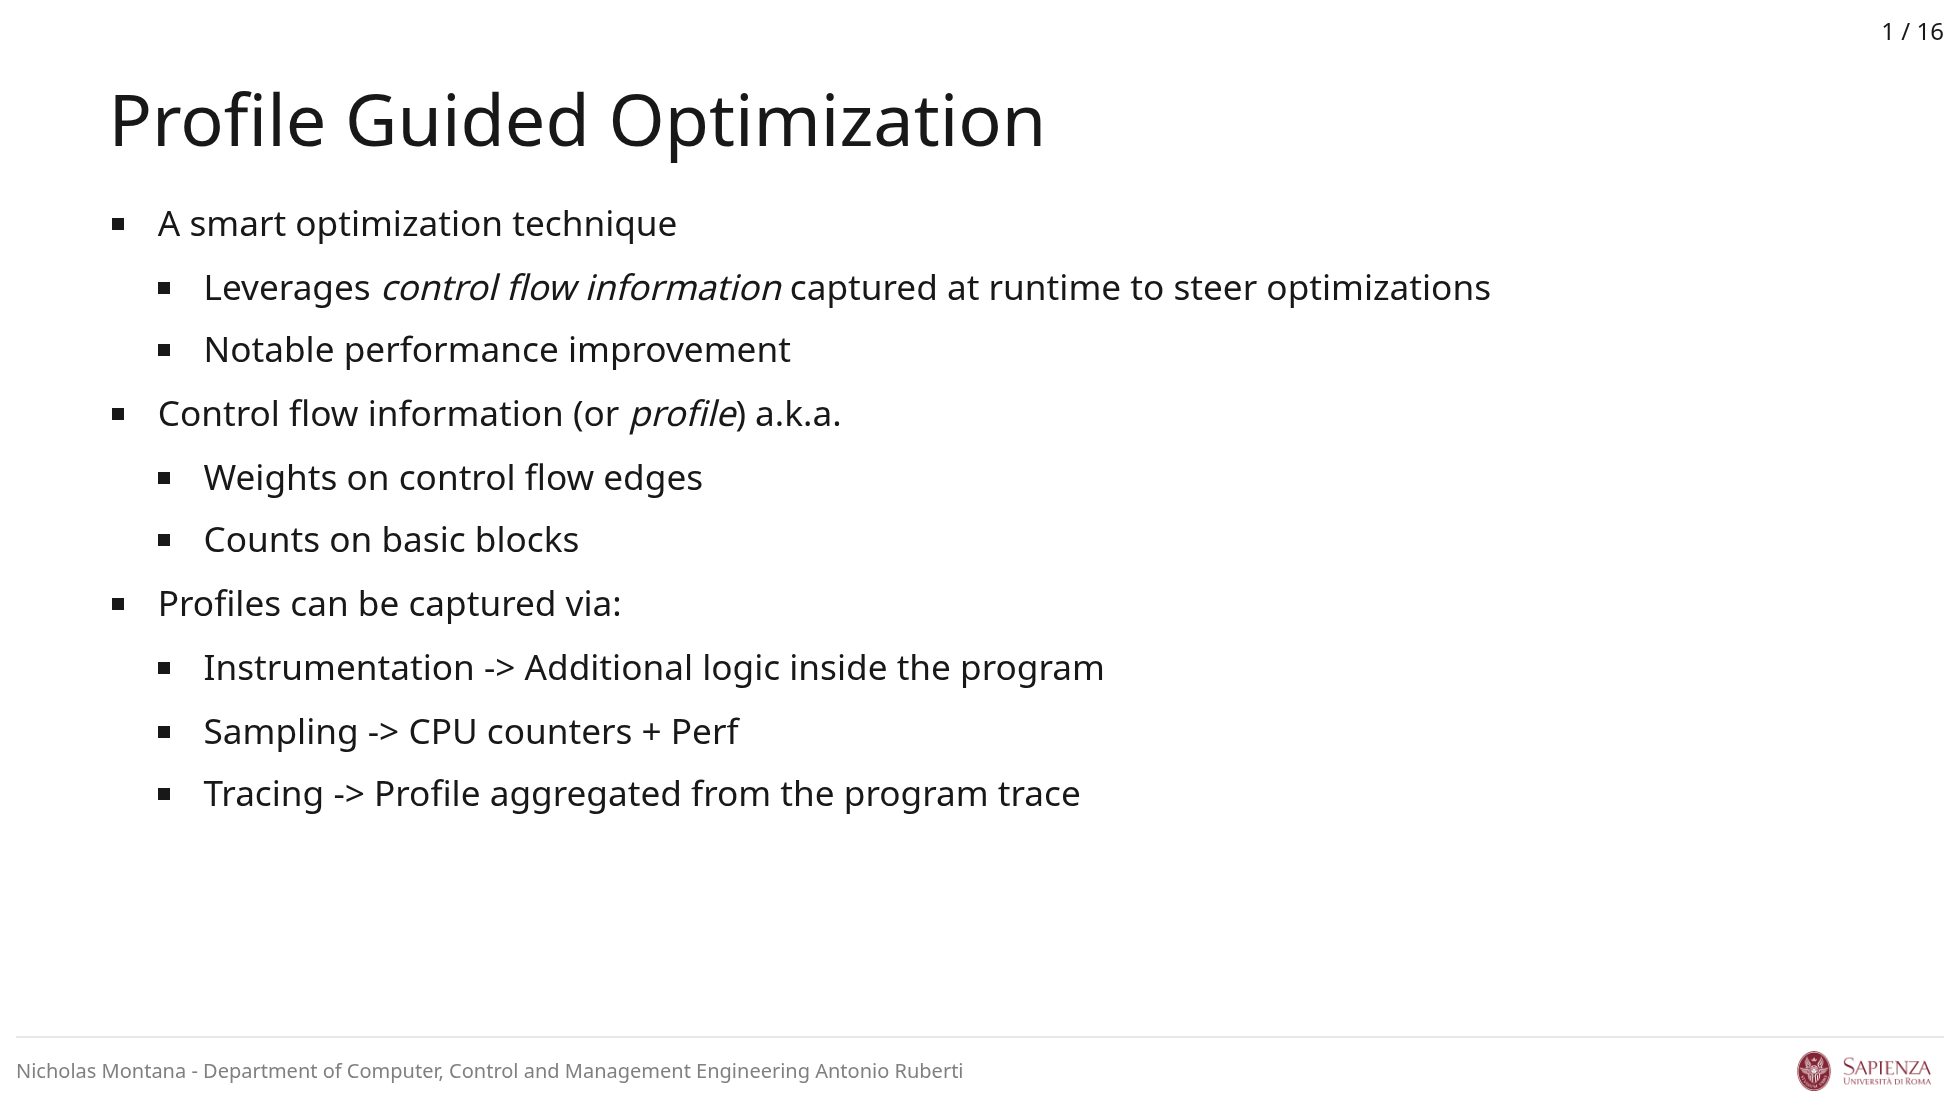 1 / 16
Profile Guided Optimization
A smart optimization technique
Leverages control flow information captured at runtime to steer optimizations
Notable performance improvement
Control flow information (or profile) a.k.a.
Weights on control flow edges
Counts on basic blocks
Profiles can be captured via:
Instrumentation -> Additional logic inside the program
Sampling -> CPU counters + Perf
Tracing -> Profile aggregated from the program trace
Nicholas Montana - Department of Computer, Control and Management Engineering Antonio Ruberti
SAPIENZA
UNIVERSITÀ DI ROMA